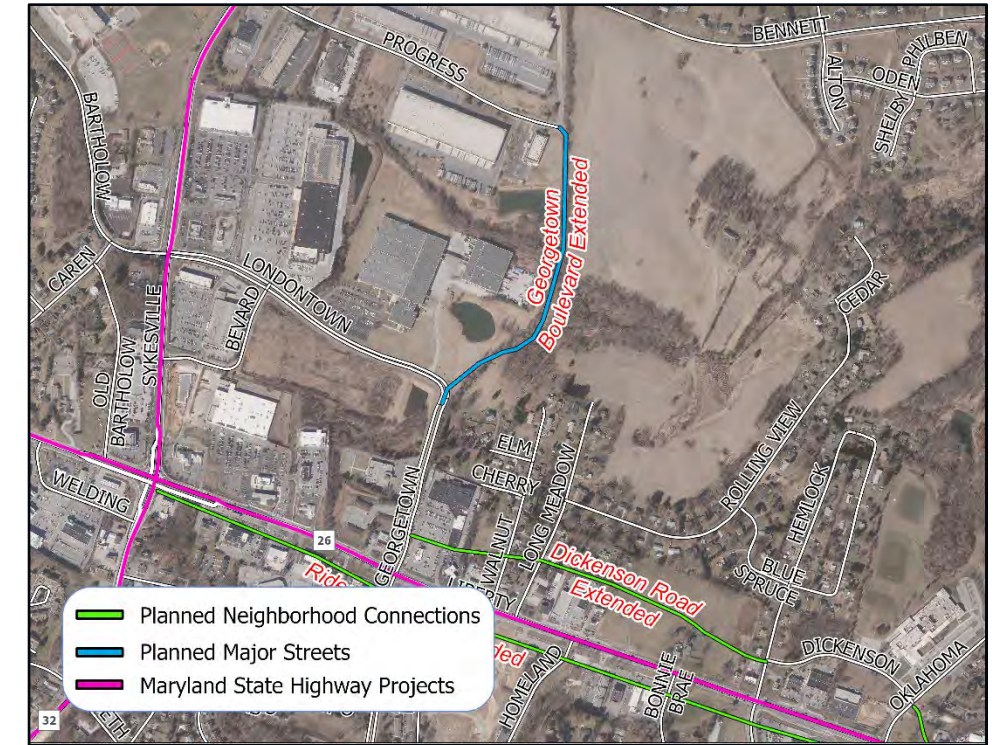 BENNETT
PHILBEN
PROGRESS
ALTON
ODEN
SHELBY
BARTHOLOW
Georgetown
Boulevard Extended
CAREN
LONDONTOWN
BEVARD
CEDAR
SYKESVILLE
OLD
BARTHOLOW
ELM
CHERRY
LONG MEADOW
ROLLING VIEW
HEMLOCK
WELDING
26
GEORGETOWN
WALNUT
LIBERTY
Dickenson Road
Extended
BLUE
SPRUCE
DICKENSON
OKLAHOMA
HOMELAND
BONNIE
BRAE
Planned Neighborhood Connections
Planned Major Streets
Maryland State Highway Projects
32